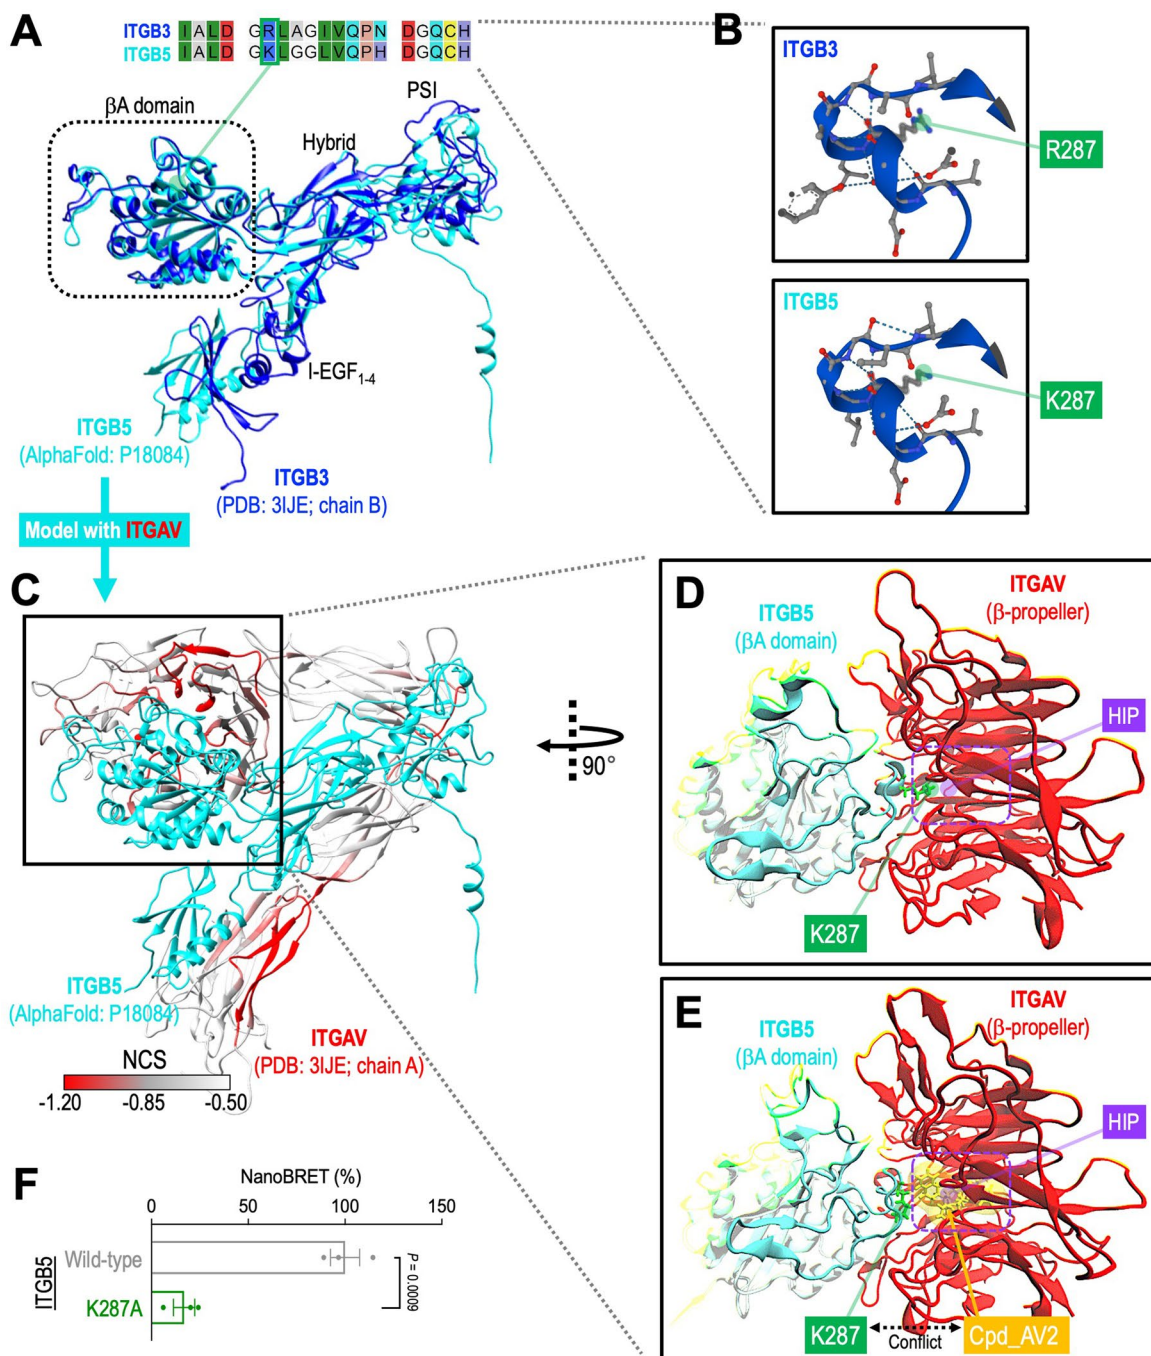 A
ITGB3 IALD GRLAGIVQPN DGQCH
ITGB5 IALD GKLGGLVQPH DGQCH
βA domain
Hybrid
PSI
I-EGF1-4
ITGB5
(AlphaFold: P18084)
ITGB3
(PDB: 3IJE; chain B)
Model with ITGAV
B
ITGB3
R287
ITGB5
K287
C
ITGB5
(AlphaFold: P18084)
ITGAV
(PDB: 3IJE; chain A)
NCS
-1.20 -0.85 -0.50
90°
D
ITGB5
(βA domain)
ITGAV
(β-propeller)
HIP
K287
E
ITGB5
(βA domain)
ITGAV
(β-propeller)
HIP
K287
Conflict
Cpd_AV2
F
NanoBRET (%)
0 50 100 150
ITGB5
Wild-type
K287A
P = 0.0009